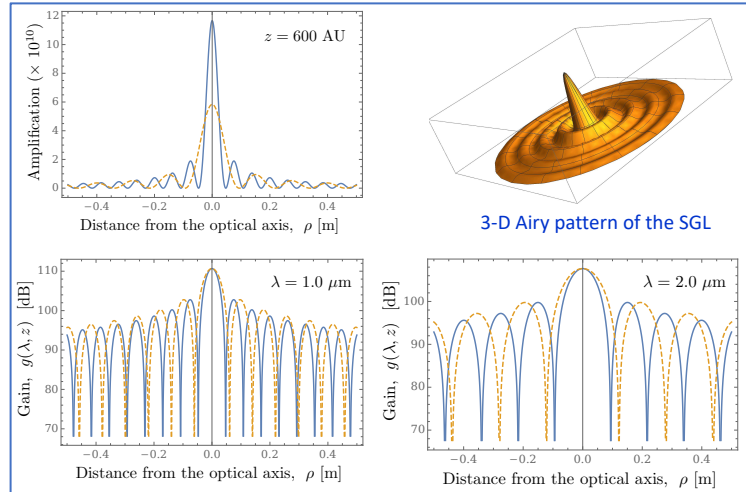 12
10
8
6
4
2
0
Amplification (× 10¹⁰)
z = 600 AU
−0.4 −0.2 0.0 0.2 0.4
Distance from the optical axis, ρ [m]
3-D Airy pattern of the SGL
110
100
90
80
70
Gain, g(λ, z) [dB]
λ = 1.0 μm
−0.4 −0.2 0.0 0.2 0.4
Distance from the optical axis, ρ [m]
100
90
80
70
Gain, g(λ, z) [dB]
λ = 2.0 μm
−0.4 −0.2 0.0 0.2 0.4
Distance from the optical axis, ρ [m]